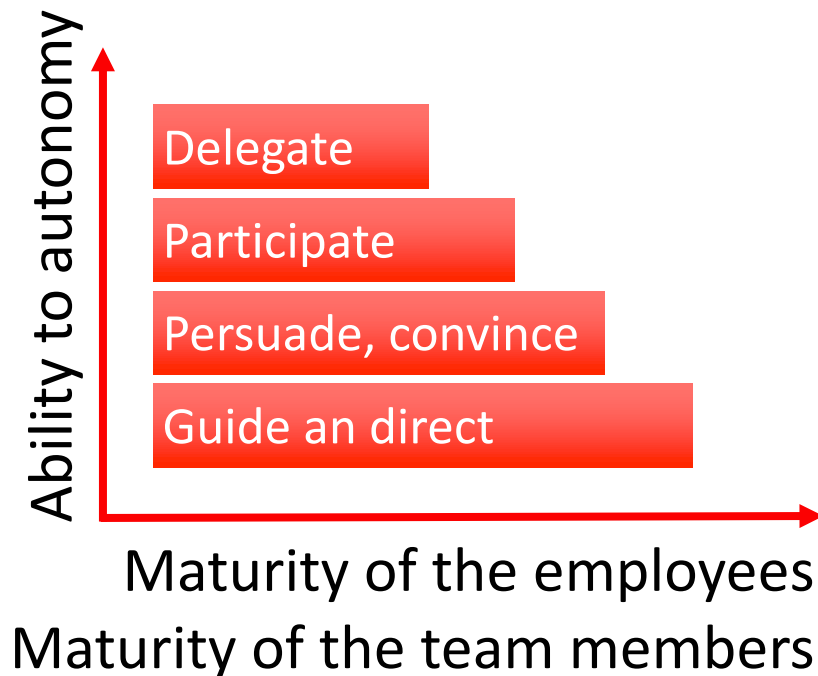 Ability to autonomy
Delegate
Participate
Persuade, convince
Guide an direct
Maturity of the employees
Maturity of the team members